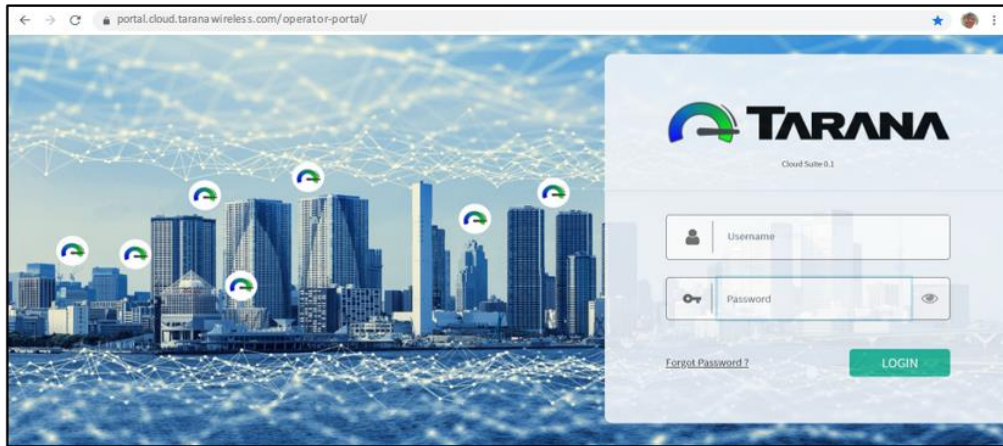 portal.cloud.taranawireless.com/operator-portal/
TARANA
Cloud Suite 0.1
Username
Password
Forgot Password ?
LOGIN